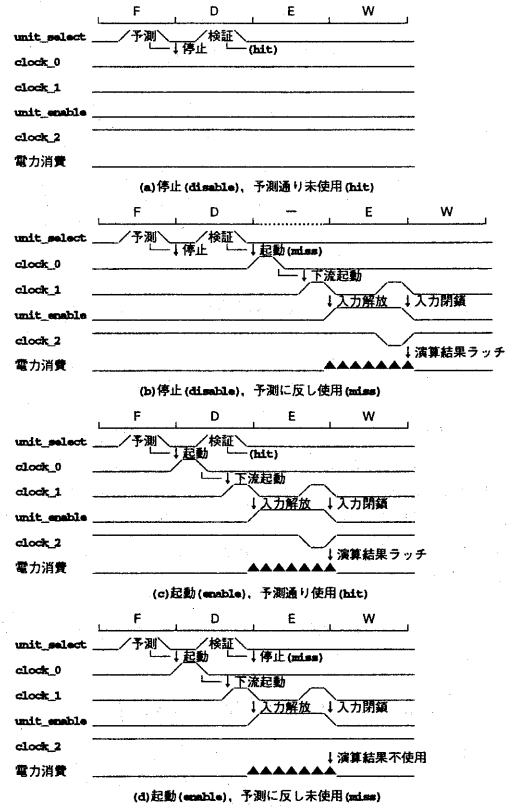 F D E W
unit_select 予測 ↓停止 検証 (hit)
clock_0
clock_1
unit_enable
clock_2
電力消費
(a)停止(disable), 予測通り未使用(hit)
F D ー E W
unit_select 予測 ↓停止 検証 ↓起動(miss)
clock_0 ↓下流起動
clock_1 ↓入力解放 ↓入力閉鎖
unit_enable
clock_2 ↓演算結果ラッチ
電力消費 ▲▲▲▲▲▲▲
(b)停止(disable), 予測に反し使用(miss)
F D E W
unit_select 予測 ↓起動 検証 (hit)
clock_0 ↓下流起動
clock_1 ↓入力解放 ↓入力閉鎖
unit_enable
clock_2 ↓演算結果ラッチ
電力消費 ▲▲▲▲▲▲▲
(c)起動(enable), 予測通り使用(hit)
F D E W
unit_select 予測 ↓起動 検証 ↓停止(miss)
clock_0 ↓下流起動
clock_1 ↓入力解放 ↓入力閉鎖
unit_enable
clock_2 ↓演算結果不使用
電力消費 ▲▲▲▲▲▲▲
(d)起動(enable), 予測に反し未使用(miss)